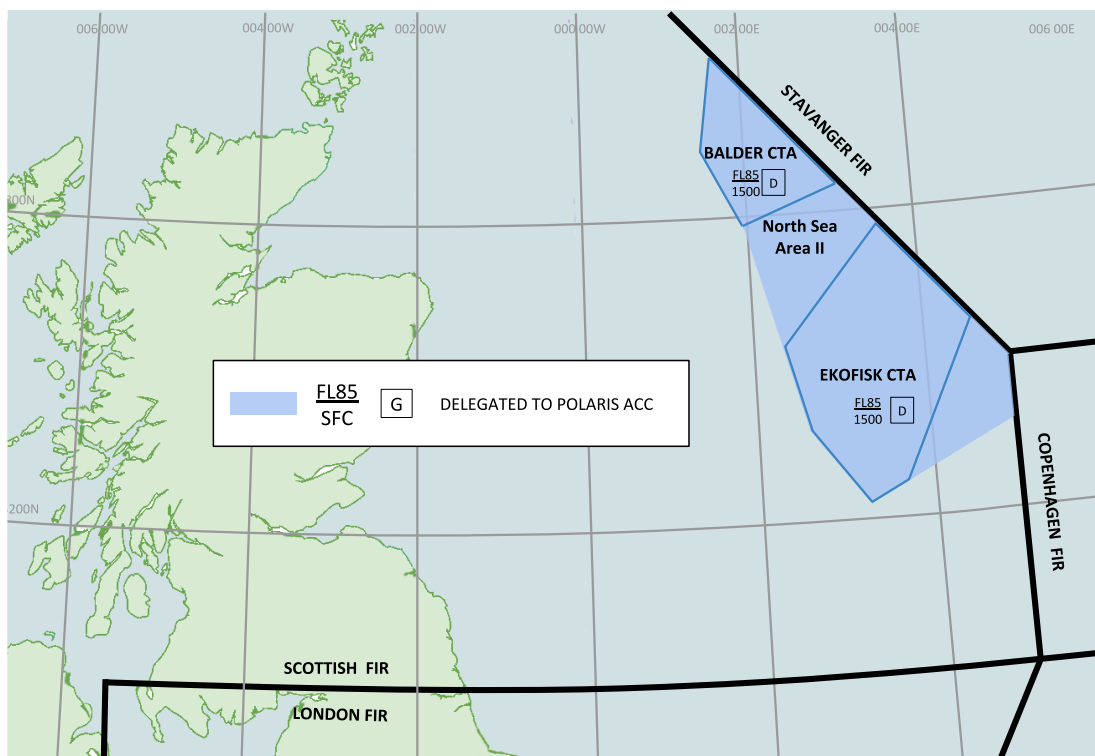 006 00W
004 00W
002 00W
000 00W
002 00E
004 00E
006 00E
STAVANGER FIR
BALDER CTA
FL85
1500
D
North Sea
Area II
EKOFISK CTA
FL85
1500
D
FL85
SFC
G
DELEGATED TO POLARIS ACC
COPENHAGEN FIR
SCOTTISH FIR
LONDON FIR